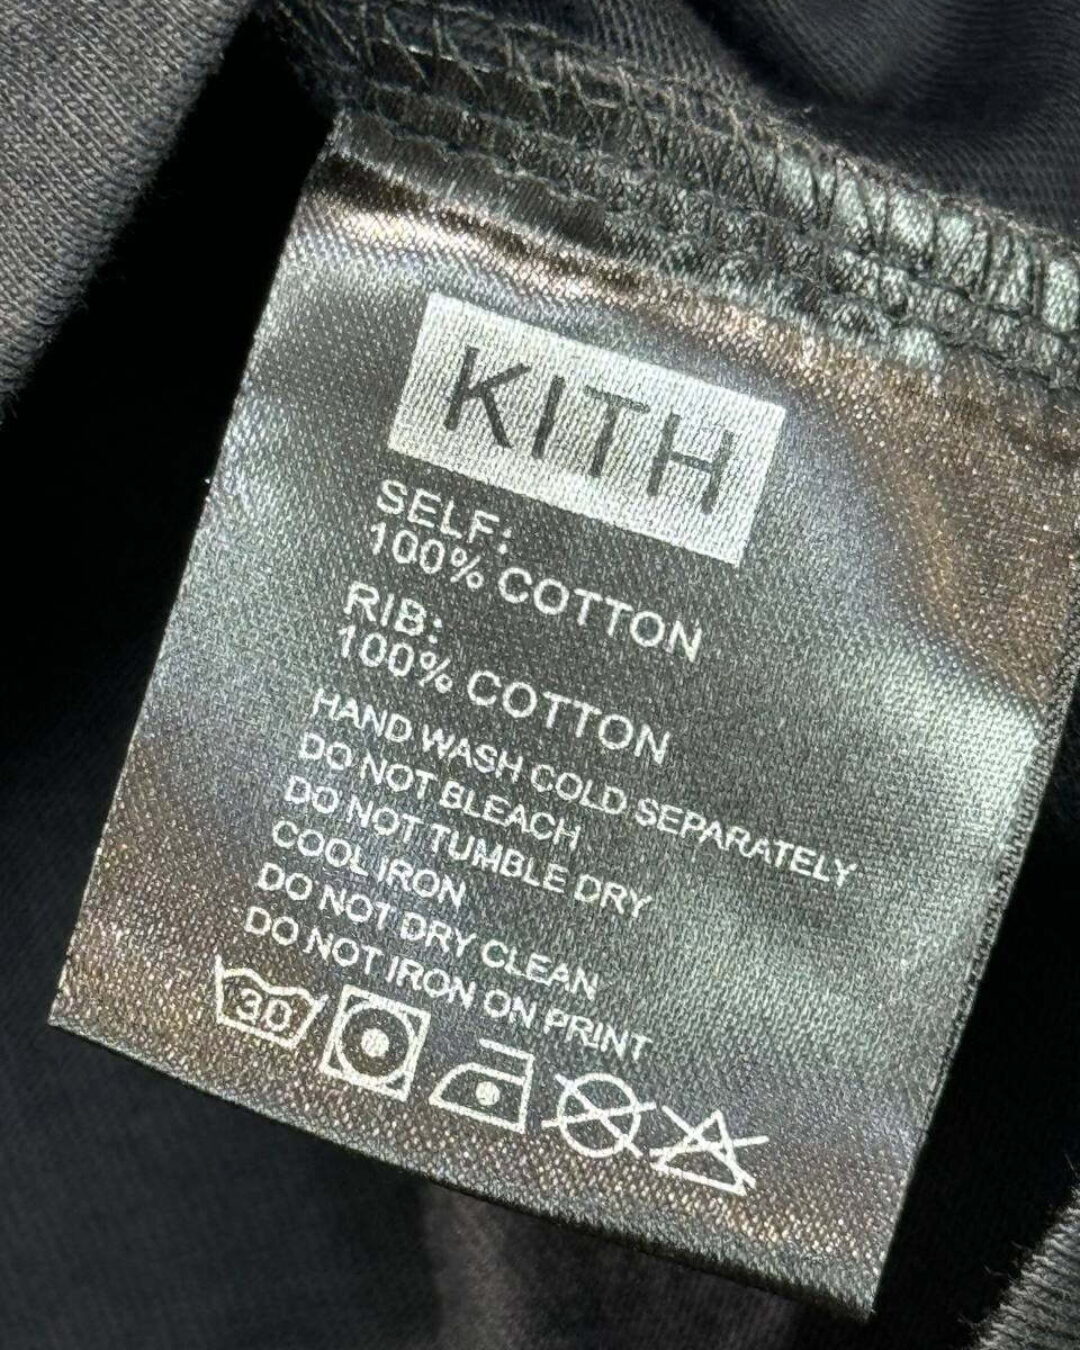 KITH
SELF:
100% COTTON
RIB:
100% COTTON
HAND WASH COLD SEPARATELY
DO NOT BLEACH
DO NOT TUMBLE DRY
COOL IRON
DO NOT DRY CLEAN
DO NOT IRON ON PRINT
30